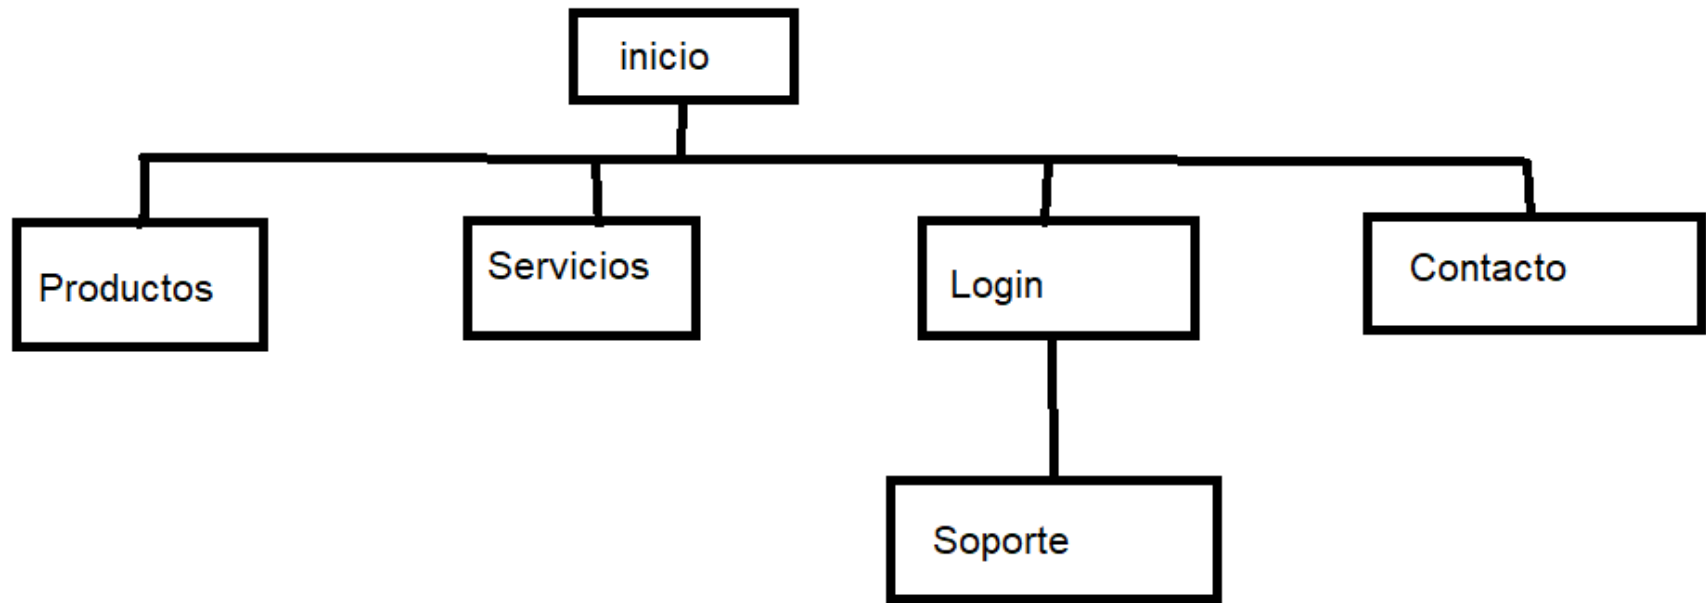 inicio
Productos
Servicios
Login
Contacto
Soporte